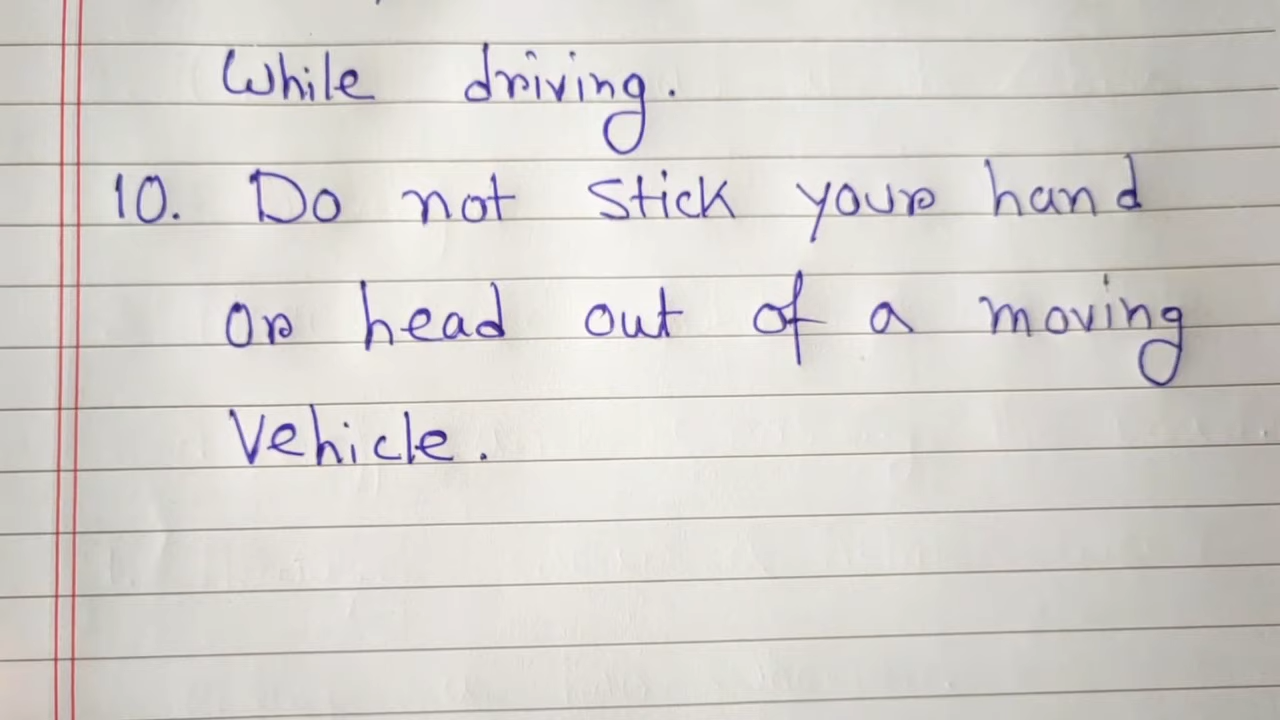 While driving.
10. Do not stick your hand
or head out of a moving
Vehicle.